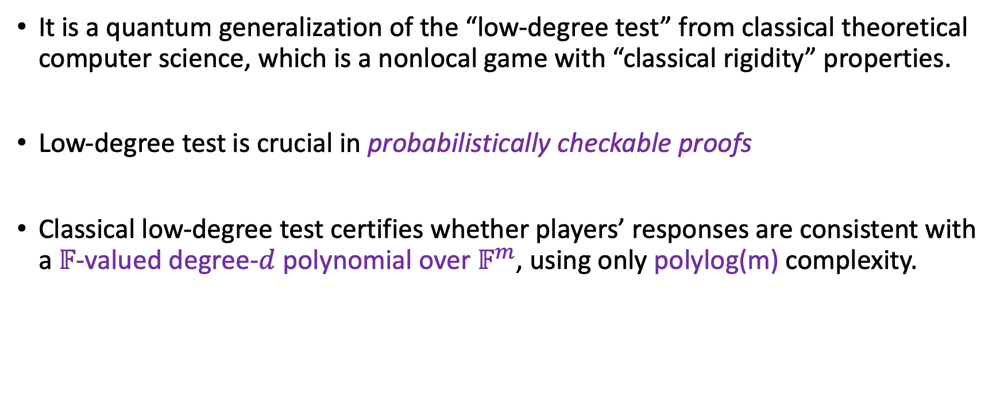 • It is a quantum generalization of the “low-degree test” from classical theoretical
computer science, which is a nonlocal game with “classical rigidity” properties.
• Low-degree test is crucial in probabilistically checkable proofs
• Classical low-degree test certifies whether players’ responses are consistent with
a 𝔽-valued degree-𝑑 polynomial over 𝔽ᵐ, using only polylog(m) complexity.